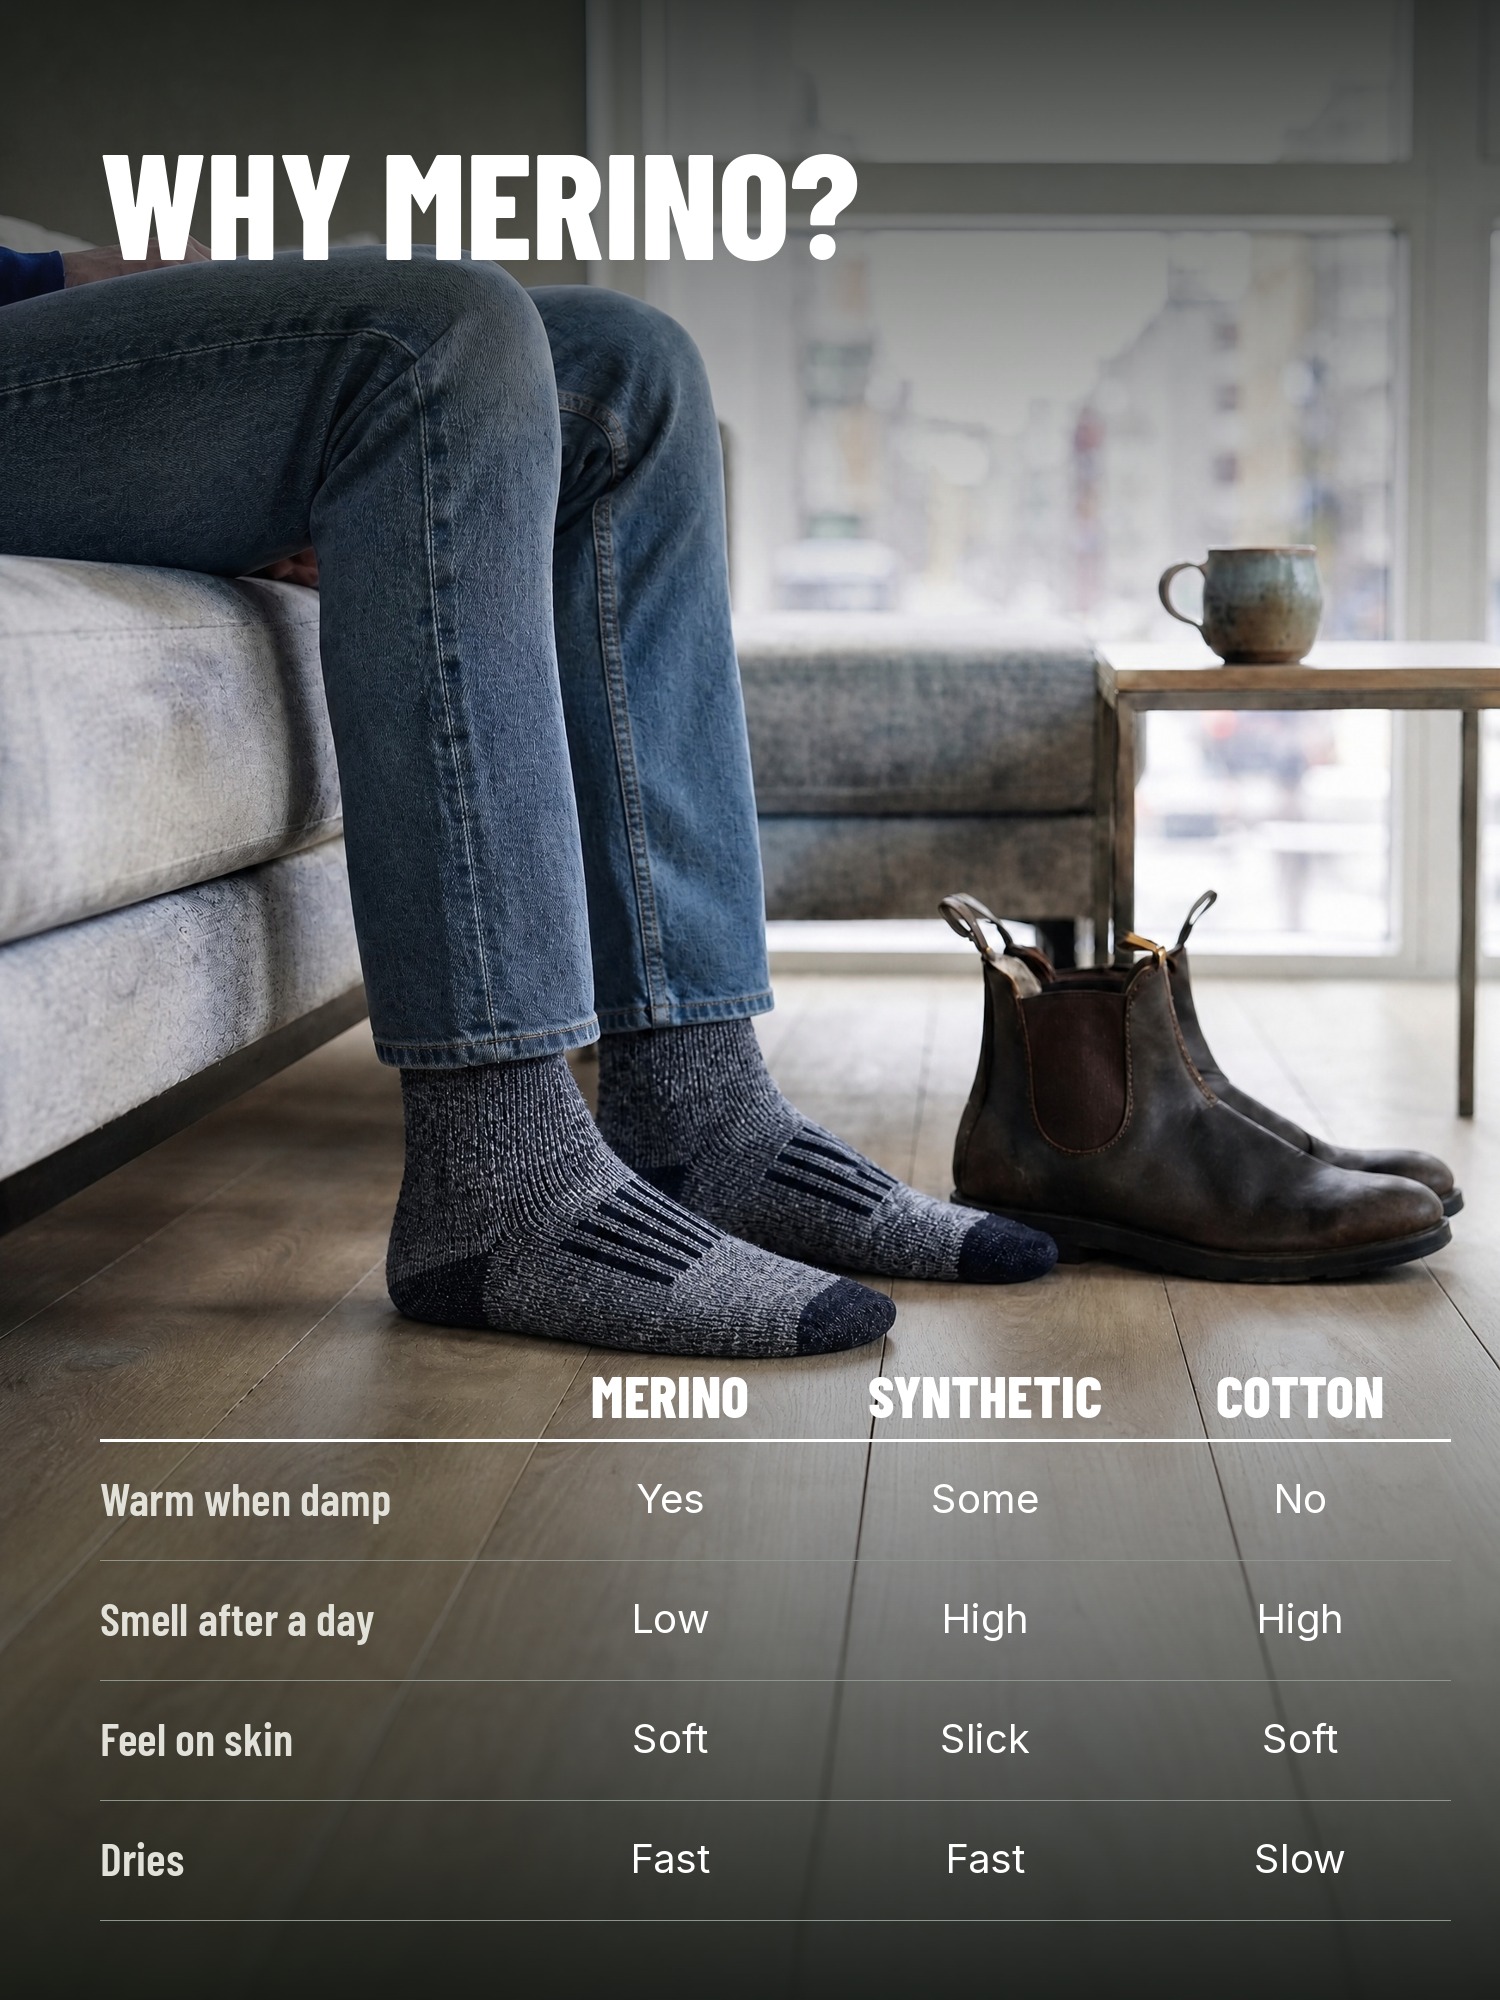 WHY MERINO?
MERINO SYNTHETIC COTTON
Warm when damp Yes Some No
Smell after a day Low High High
Feel on skin Soft Slick Soft
Dries Fast Fast Slow